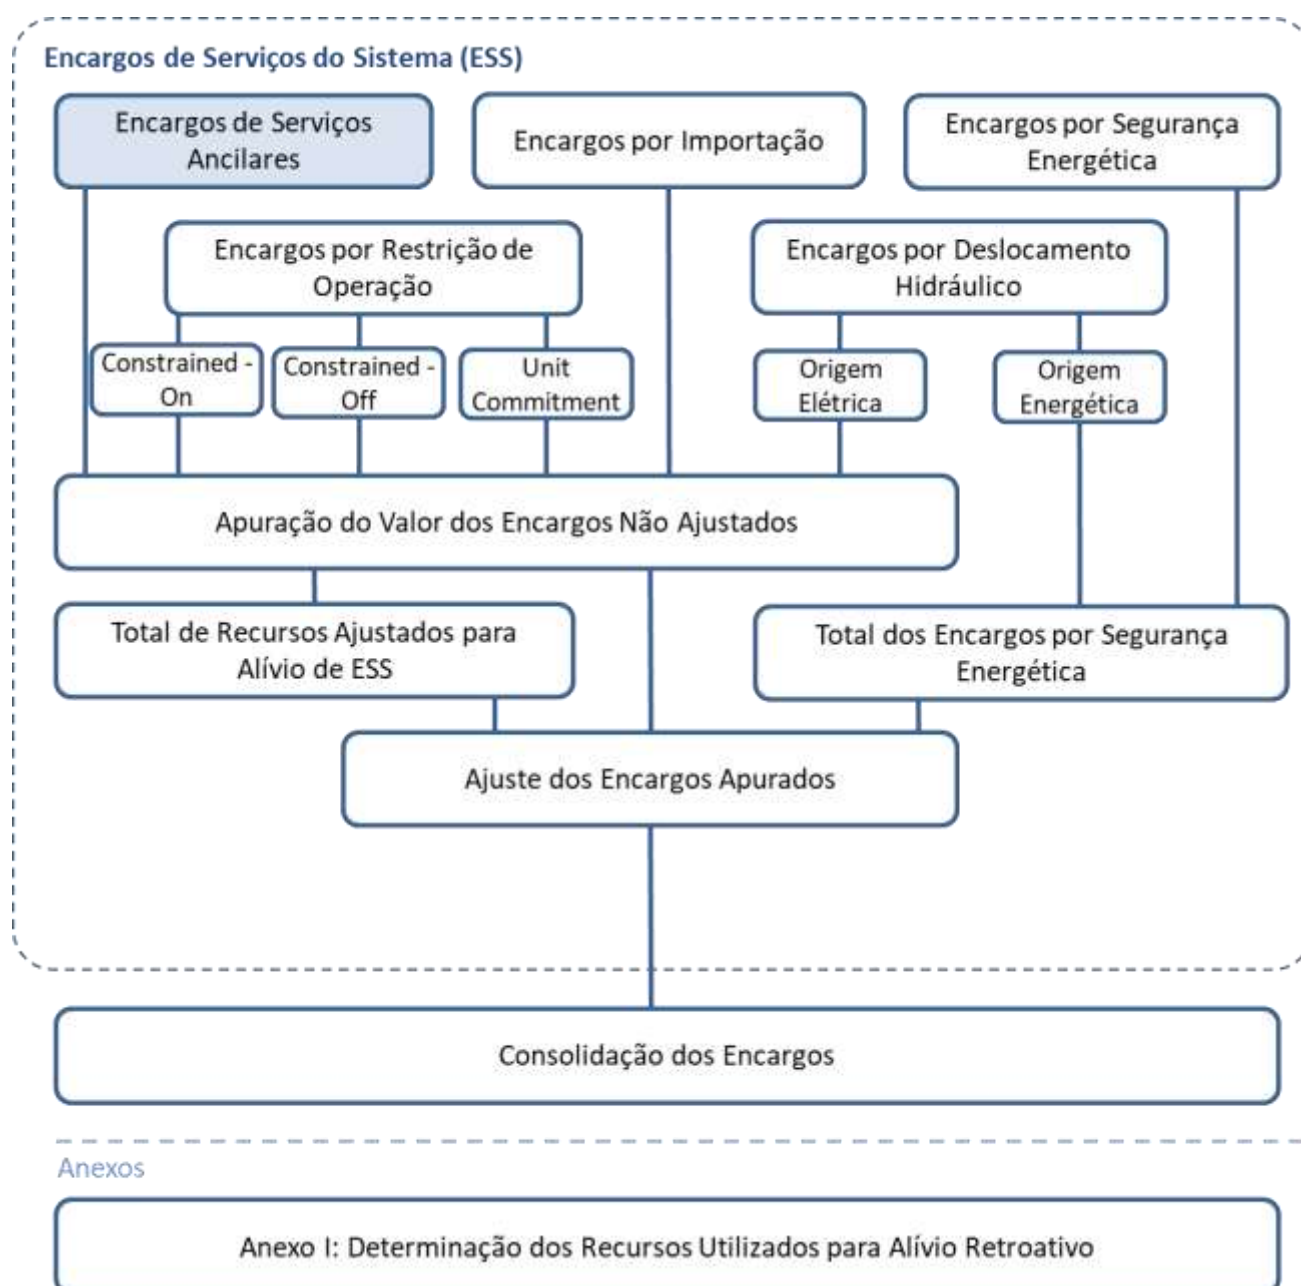 Encargos de Serviços do Sistema (ESS)
Encargos de Serviços
Ancilares
Encargos por Importação
Encargos por Segurança
Energética
Encargos por Restrição de
Operação
Encargos por Deslocamento
Hidráulico
Constrained -
On
Constrained -
Off
Unit
Commitment
Origem
Elétrica
Origem
Energética
Apuração do Valor dos Encargos Não Ajustados
Total de Recursos Ajustados para
Alívio de ESS
Total dos Encargos por Segurança
Energética
Ajuste dos Encargos Apurados
Consolidação dos Encargos
Anexos
Anexo I: Determinação dos Recursos Utilizados para Alívio Retroativo